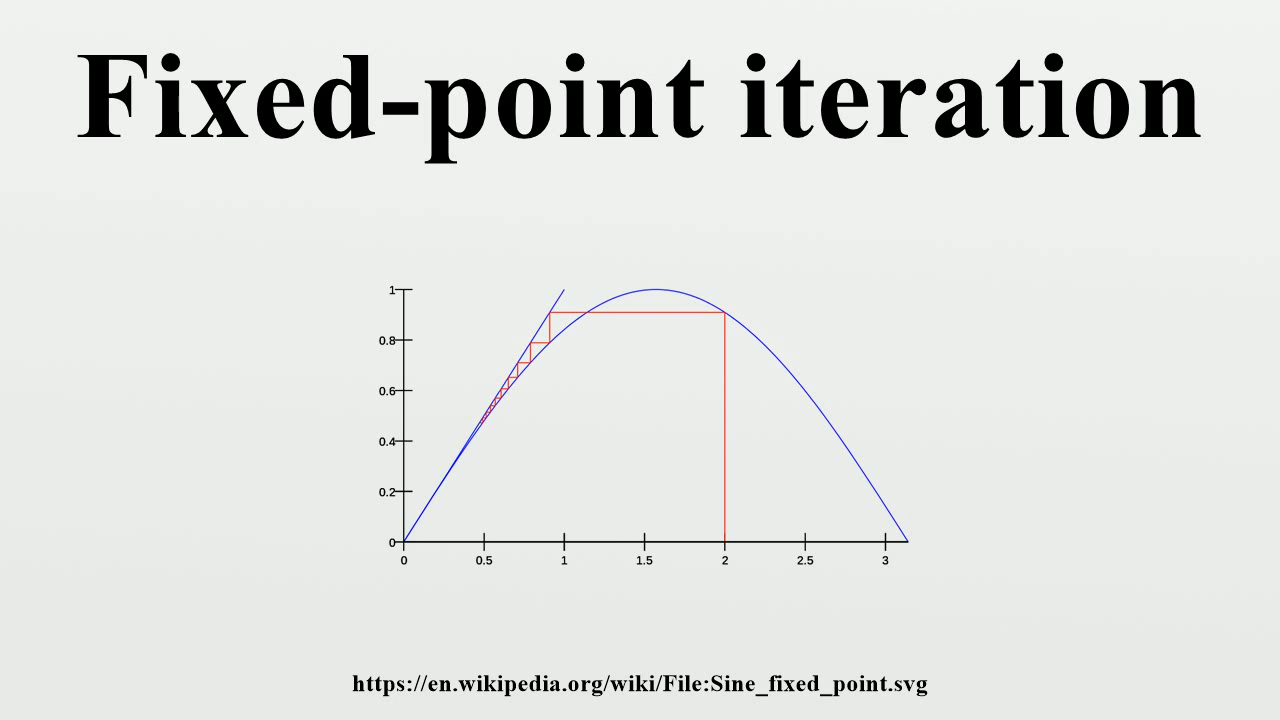 Fixed-point iteration
1
0.8
0.6
0.4
0.2
0
0 0.5 1 1.5 2 2.5 3
https://en.wikipedia.org/wiki/File:Sine_fixed_point.svg